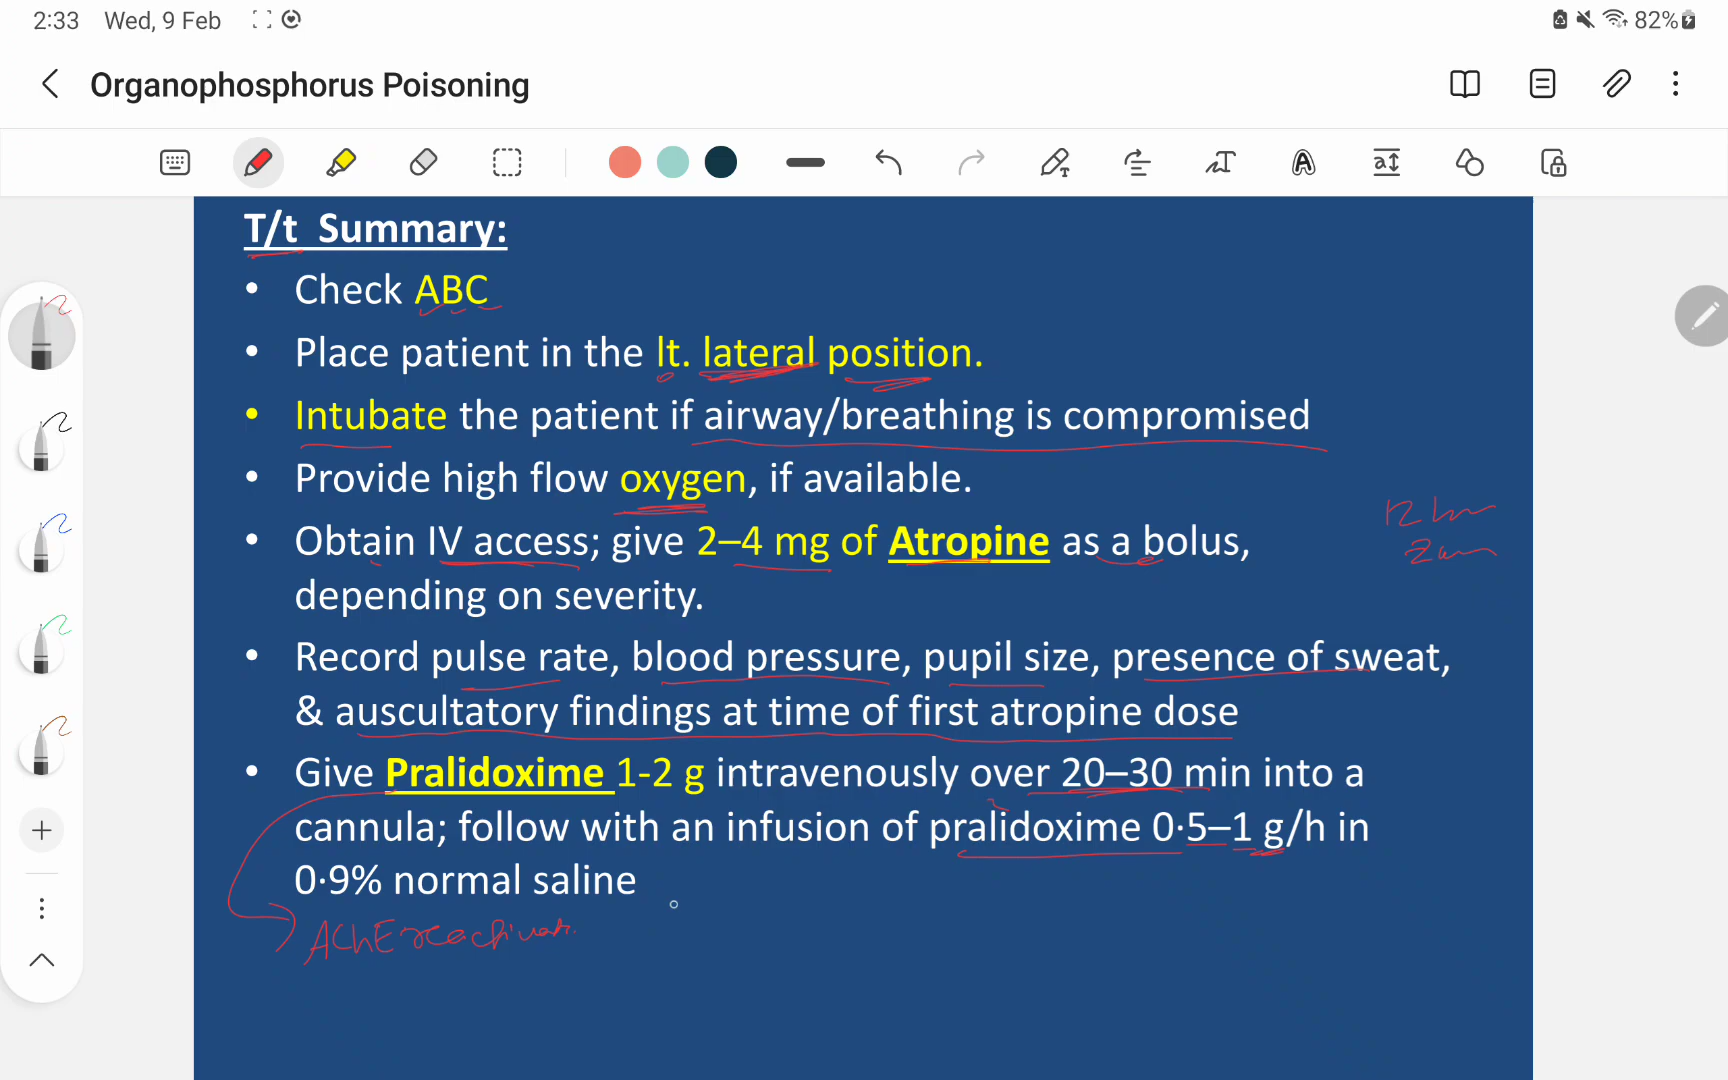 2:33 Wed, 9 Feb 82%
Organophosphorus Poisoning
T/t Summary:
• Check ABC
• Place patient in the lt. lateral position.
• Intubate the patient if airway/breathing is compromised
• Provide high flow oxygen, if available.
• Obtain IV access; give 2–4 mg of Atropine as a bolus,
depending on severity.
• Record pulse rate, blood pressure, pupil size, presence of sweat,
& auscultatory findings at time of first atropine dose
• Give Pralidoxime 1-2 g intravenously over 20–30 min into a
cannula; follow with an infusion of pralidoxime 0·5–1 g/h in
0·9% normal saline
AChE reactivat.